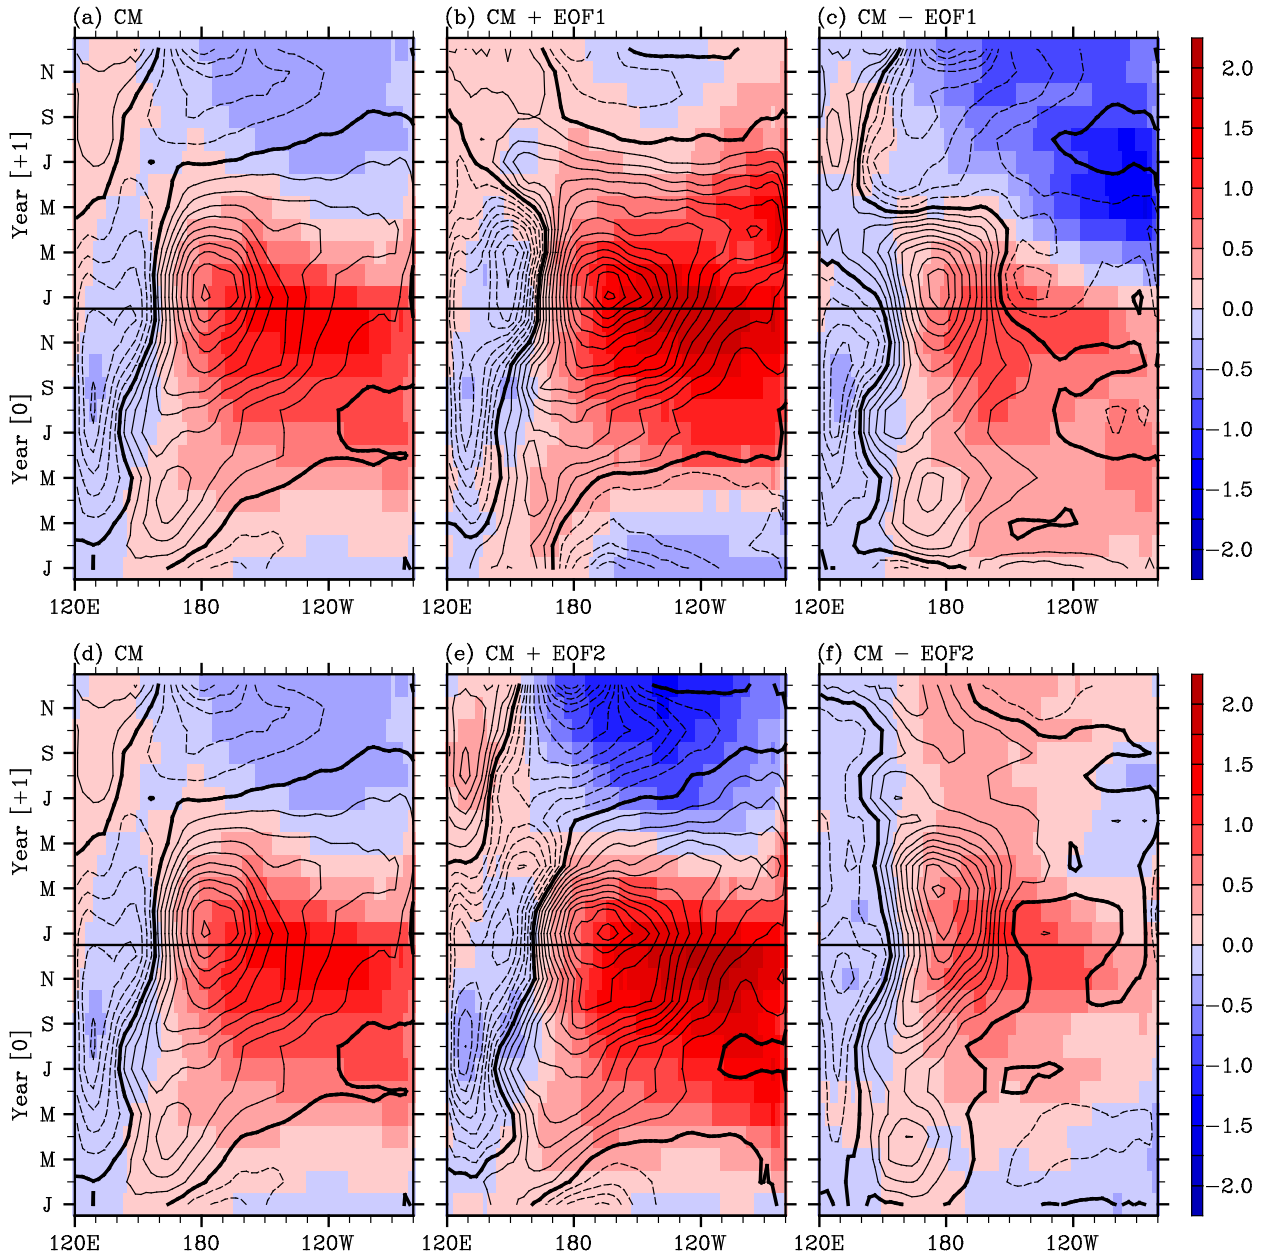 (a) CM
(b) CM + EOF1
(c) CM − EOF1
N
S
J
M
M
J
N
S
J
M
M
J
Year [+1]
Year [0]
120E 180 120W
120E 180 120W
120E 180 120W
2.0
1.5
1.0
0.5
0.0
−0.5
−1.0
−1.5
−2.0
(d) CM
(e) CM + EOF2
(f) CM − EOF2
N
S
J
M
M
J
N
S
J
M
M
J
Year [+1]
Year [0]
120E 180 120W
120E 180 120W
120E 180 120W
2.0
1.5
1.0
0.5
0.0
−0.5
−1.0
−1.5
−2.0